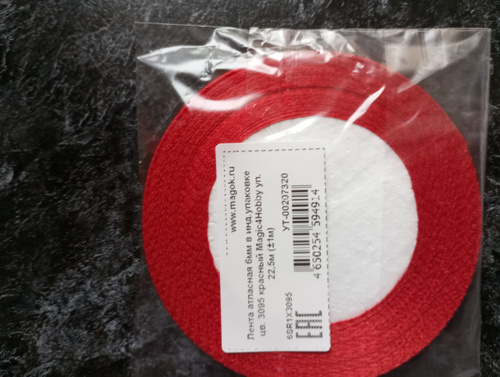 www.magok.ru
Лента атласная 6мм в инд.упаковке
цв. 3095 красный Magic4Hobby уп.
22,5м (±1м)
УТ-00207320
4 650254 594914
6SR1X3095
EAC